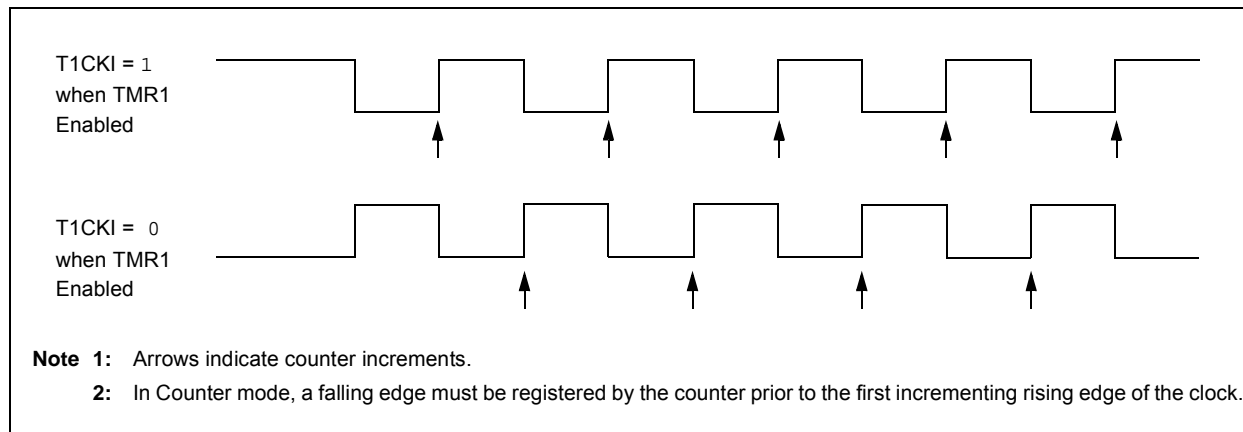 T1CKI = 1
when TMR1
Enabled
T1CKI = 0
when TMR1
Enabled
Note 1: Arrows indicate counter increments.
2: In Counter mode, a falling edge must be registered by the counter prior to the first incrementing rising edge of the clock.